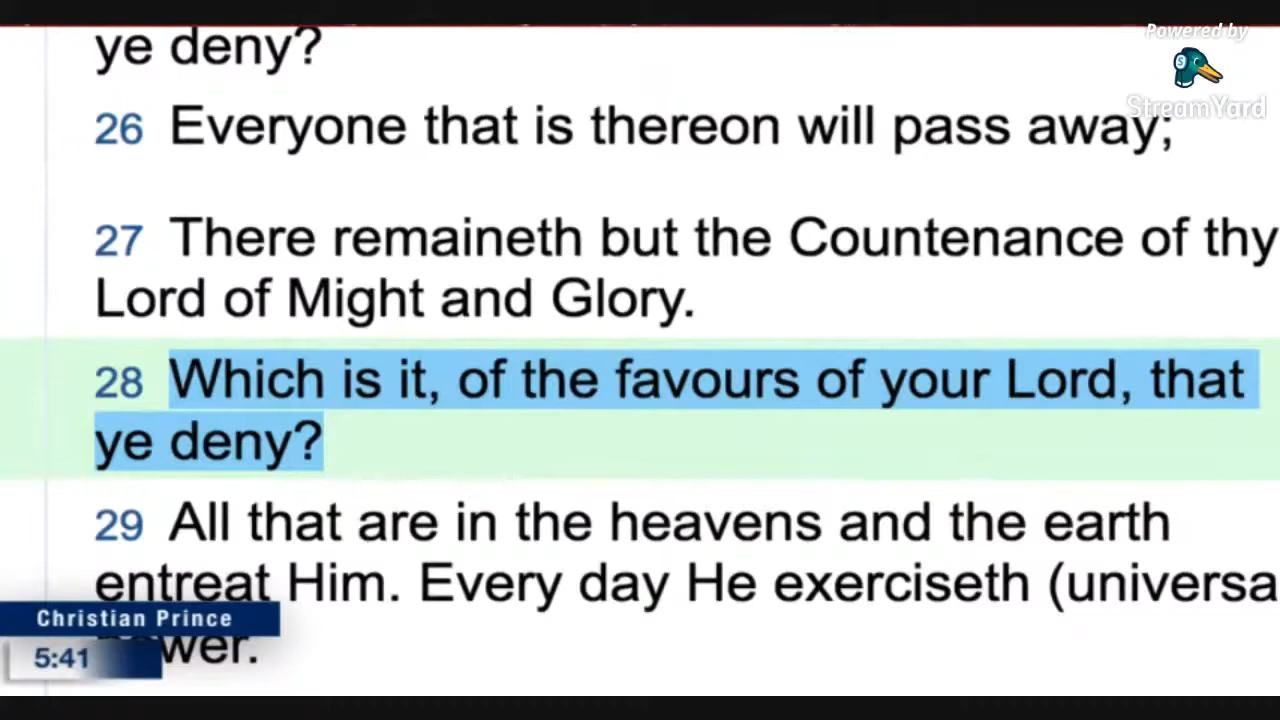 ye deny?
Powered by
StreamYard
26 Everyone that is thereon will pass away;
27 There remaineth but the Countenance of thy
Lord of Might and Glory.
28 Which is it, of the favours of your Lord, that
ye deny?
29 All that are in the heavens and the earth
entreat Him. Every day He exerciseth (universa
Christian Prince
power.
5:41